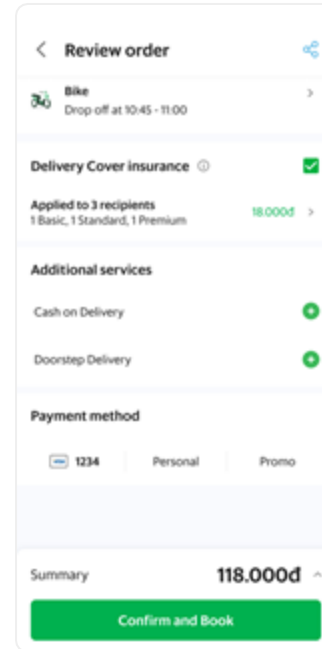 Review order
Bike
Drop off at 10:45 - 11:00
Delivery Cover insurance
Applied to 3 recipients
18.000đ
1 Basic, 1 Standard, 1 Premium
Additional services
Cash on Delivery
Doorstep Delivery
Payment method
1234 Personal Promo
Summary 118.000đ
Confirm and Book